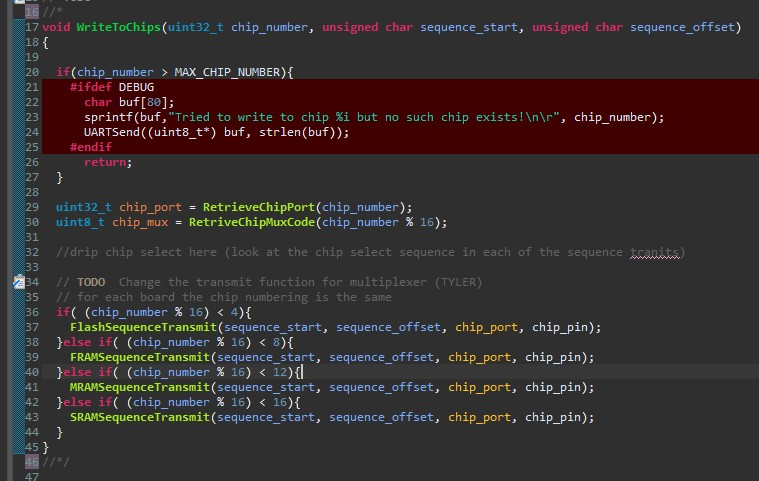 16 //*
17 void WriteToChips(uint32_t chip_number, unsigned char sequence_start, unsigned char sequence_offset)
18 {
19
20   if(chip_number > MAX_CHIP_NUMBER){
21     #ifdef DEBUG
22       char buf[80];
23       sprintf(buf,"Tried to write to chip %i but no such chip exists!\n\r", chip_number);
24       UARTSend((uint8_t*) buf, strlen(buf));
25     #endif
26       return;
27   }
28
29   uint32_t chip_port = RetrieveChipPort(chip_number);
30   uint8_t chip_mux = RetriveChipMuxCode(chip_number % 16);
31
32   //drip chip select here (look at the chip select sequence in each of the sequence tranits)
33
34   // TODO  Change the transmit function for multiplexer (TYLER)
35   // for each board the chip numbering is the same
36   if( (chip_number % 16) < 4){
37     FlashSequenceTransmit(sequence_start, sequence_offset, chip_port, chip_pin);
38   }else if( (chip_number % 16) < 8){
39     FRAMSequenceTransmit(sequence_start, sequence_offset, chip_port, chip_pin);
40   }else if( (chip_number % 16) < 12){
41     MRAMSequenceTransmit(sequence_start, sequence_offset, chip_port, chip_pin);
42   }else if( (chip_number % 16) < 16){
43     SRAMSequenceTransmit(sequence_start, sequence_offset, chip_port, chip_pin);
44   }
45 }
46 //*/
47